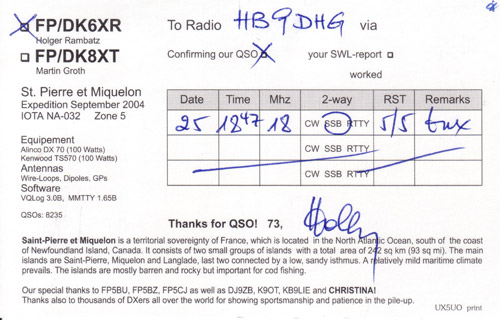 FP/DK6XR To Radio HB9DHG via
Holger Rambatz
FP/DK8XT
Martin Groth
Confirming our QSO your SWL-report
worked
St. Pierre et Miquelon
Expedition September 2004
IOTA NA-032 Zone 5
Equipement
Alinco DX 70 (100 Watts)
Kenwood TS570 (100 Watts)
Antennas
Wire-Loops, Dipoles, GPs
Software
VQLog 3.0B, MMTTY 1.65B
QSOs: 8235
Date Time Mhz 2-way RST Remarks
25 1847 18 CW SSB RTTY 5/5 tnx
CW SSB RTTY
CW SSB RTTY
Thanks for QSO! 73, Holly
Saint-Pierre et Miquelon is a territorial sovereignty of France, which is located in the North Atlantic Ocean, south of the coast
of Newfoundland Island, Canada. It consists of two small groups of islands with a total area of 242 sq km (93 sq mi). The main
islands are Saint-Pierre, Miquelon and Langlade, last two connected by a low, sandy isthmus. A relatively mild maritime climate
prevails. The islands are mostly barren and rocky but important for cod fishing.
Our special thanks to FP5BU, FP5BZ, FP5CJ as well as DJ9ZB, K9OT, KB9LIE and CHRISTINA!
Thanks also to thousands of DXers all over the world for showing sportsmanship and patience in the pile-up.
UX5UO print